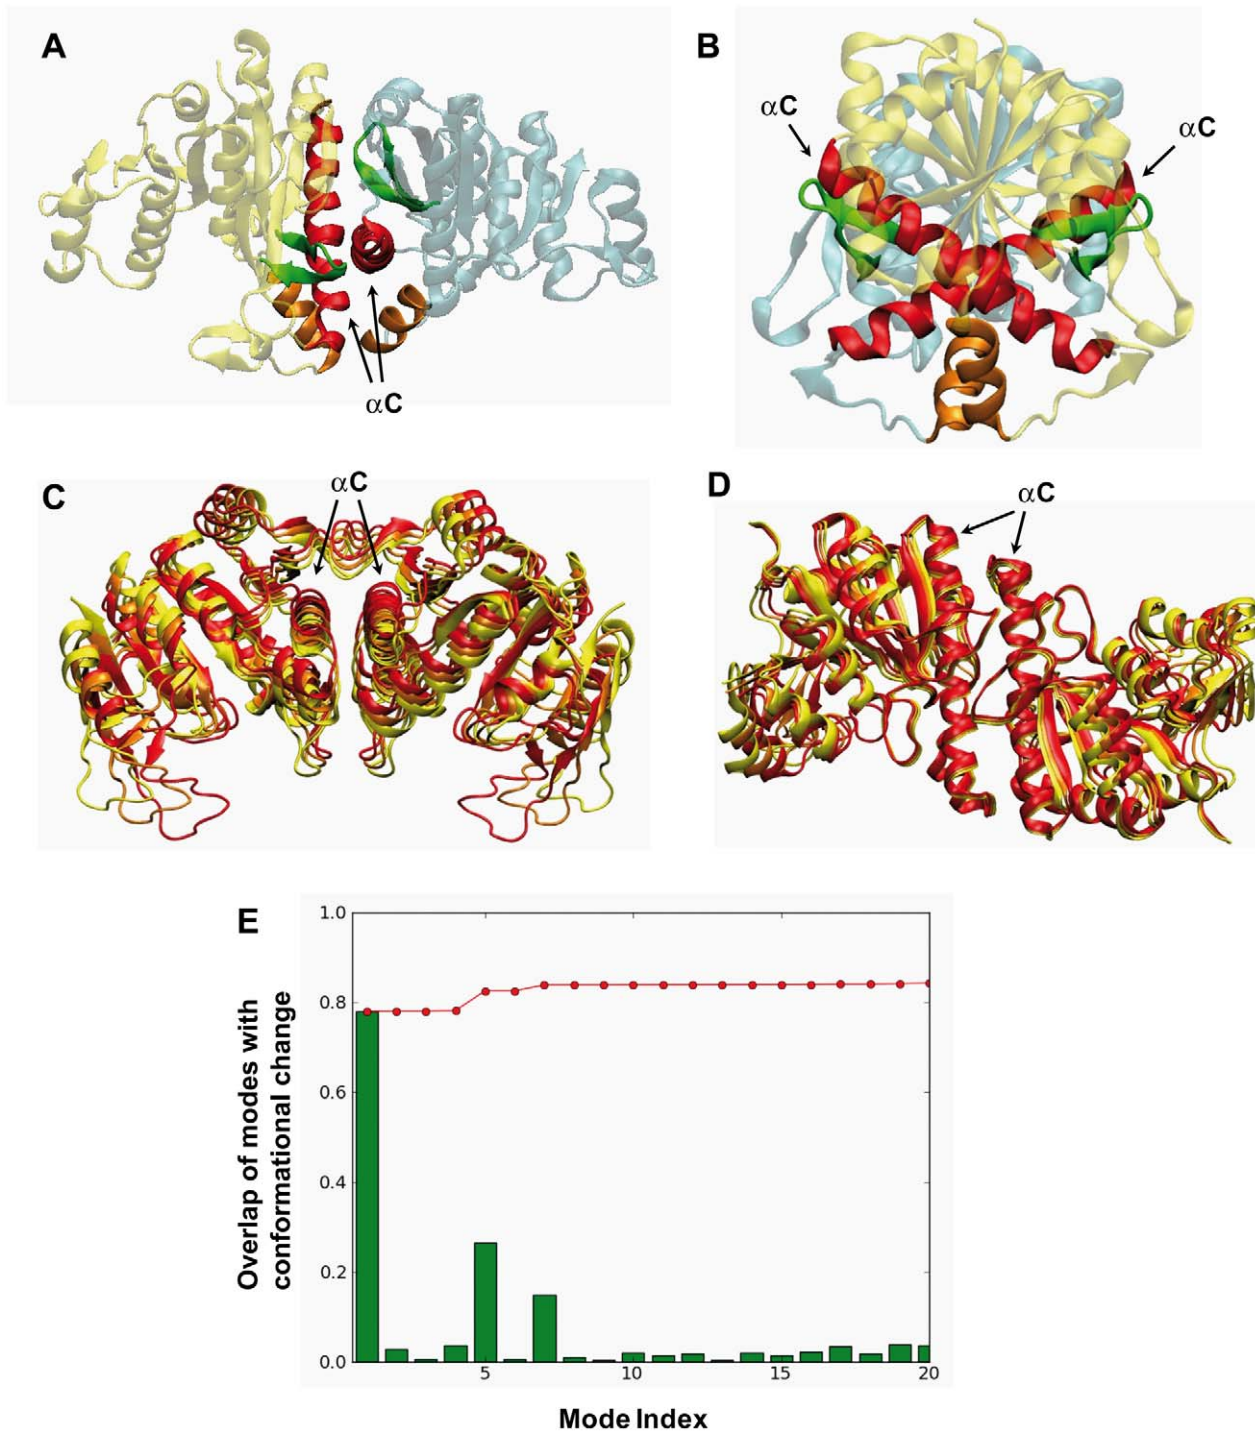 A
B
αC
αC
αC
C
αC
D
αC
E
1.0
0.8
0.6
0.4
0.2
0.0
5
10
15
20
Overlap of modes with
conformational change
Mode Index